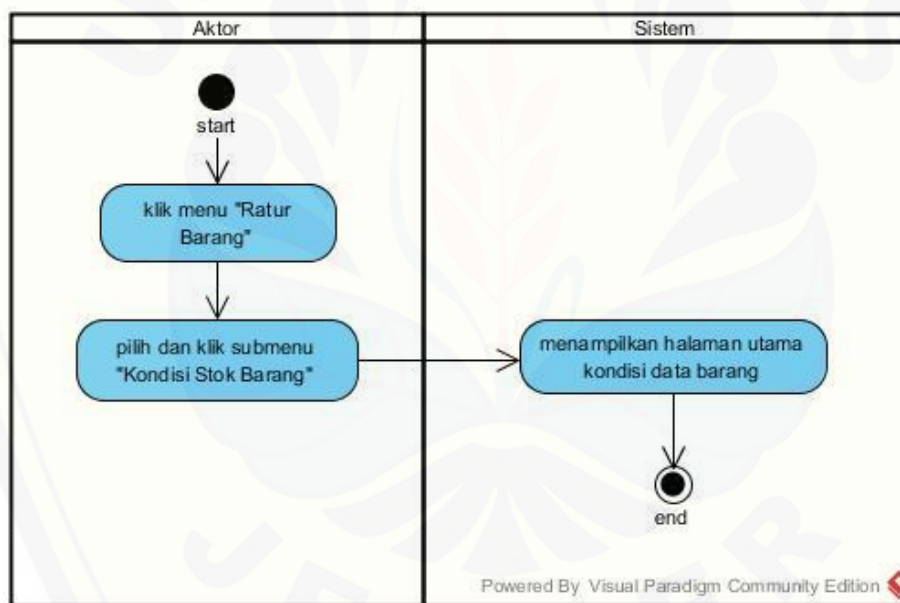 Aktor
Sistem
start
klik menu "Ratur
Barang"
pilih dan klik submenu
"Kondisi Stok Barang"
menampilkan halaman utama
kondisi data barang
end
Powered By Visual Paradigm Community Edition